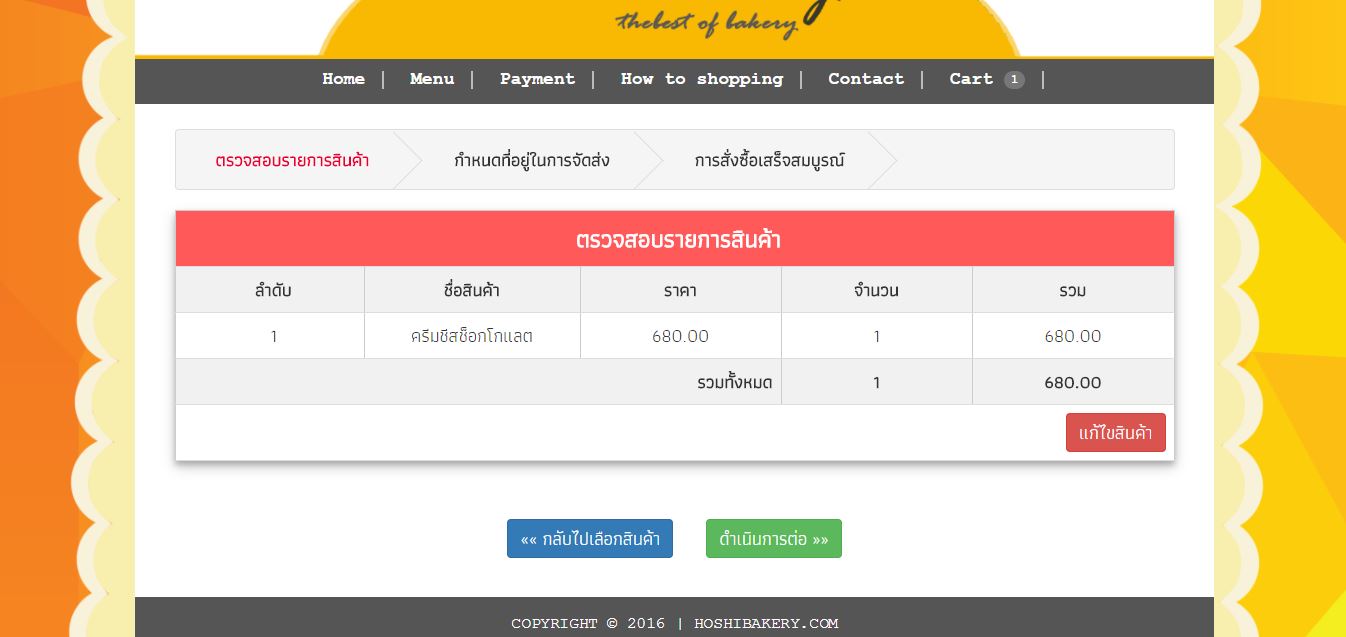 thebest of bakery
Home | Menu | Payment | How to shopping | Contact | Cart 1 |
ตรวจสอบรายการสินค้า กำหนดที่อยู่ในการจัดส่ง การสั่งซื้อเสร็จสมบูรณ์
ตรวจสอบรายการสินค้า
ลำดับ ชื่อสินค้า ราคา จำนวน รวม
1 ครีมชีสช็อกโกแลต 680.00 1 680.00
รวมทั้งหมด 1 680.00
แก้ไขสินค้า
«« กลับไปเลือกสินค้า ดำเนินการต่อ »»
COPYRIGHT © 2016 | HOSHIBAKERY.COM